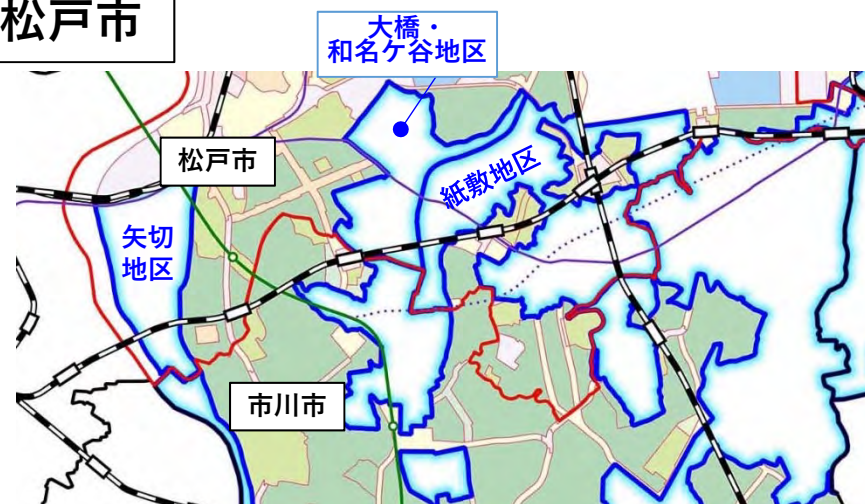 松戸市
大橋・
和名ケ谷地区
松戸市
紙敷地区
矢切
地区
市川市